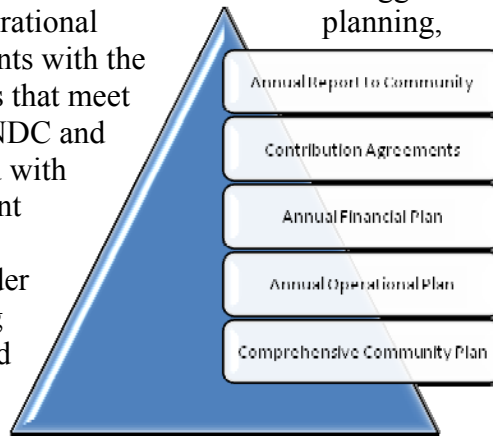 rational
planning,
nts with the
s that meet
NDC and
with
nt
der
Annual Report to Community
Contribution Agreements
Annual Financial Plan
Annual Operational Plan
Comprehensive Community Plan